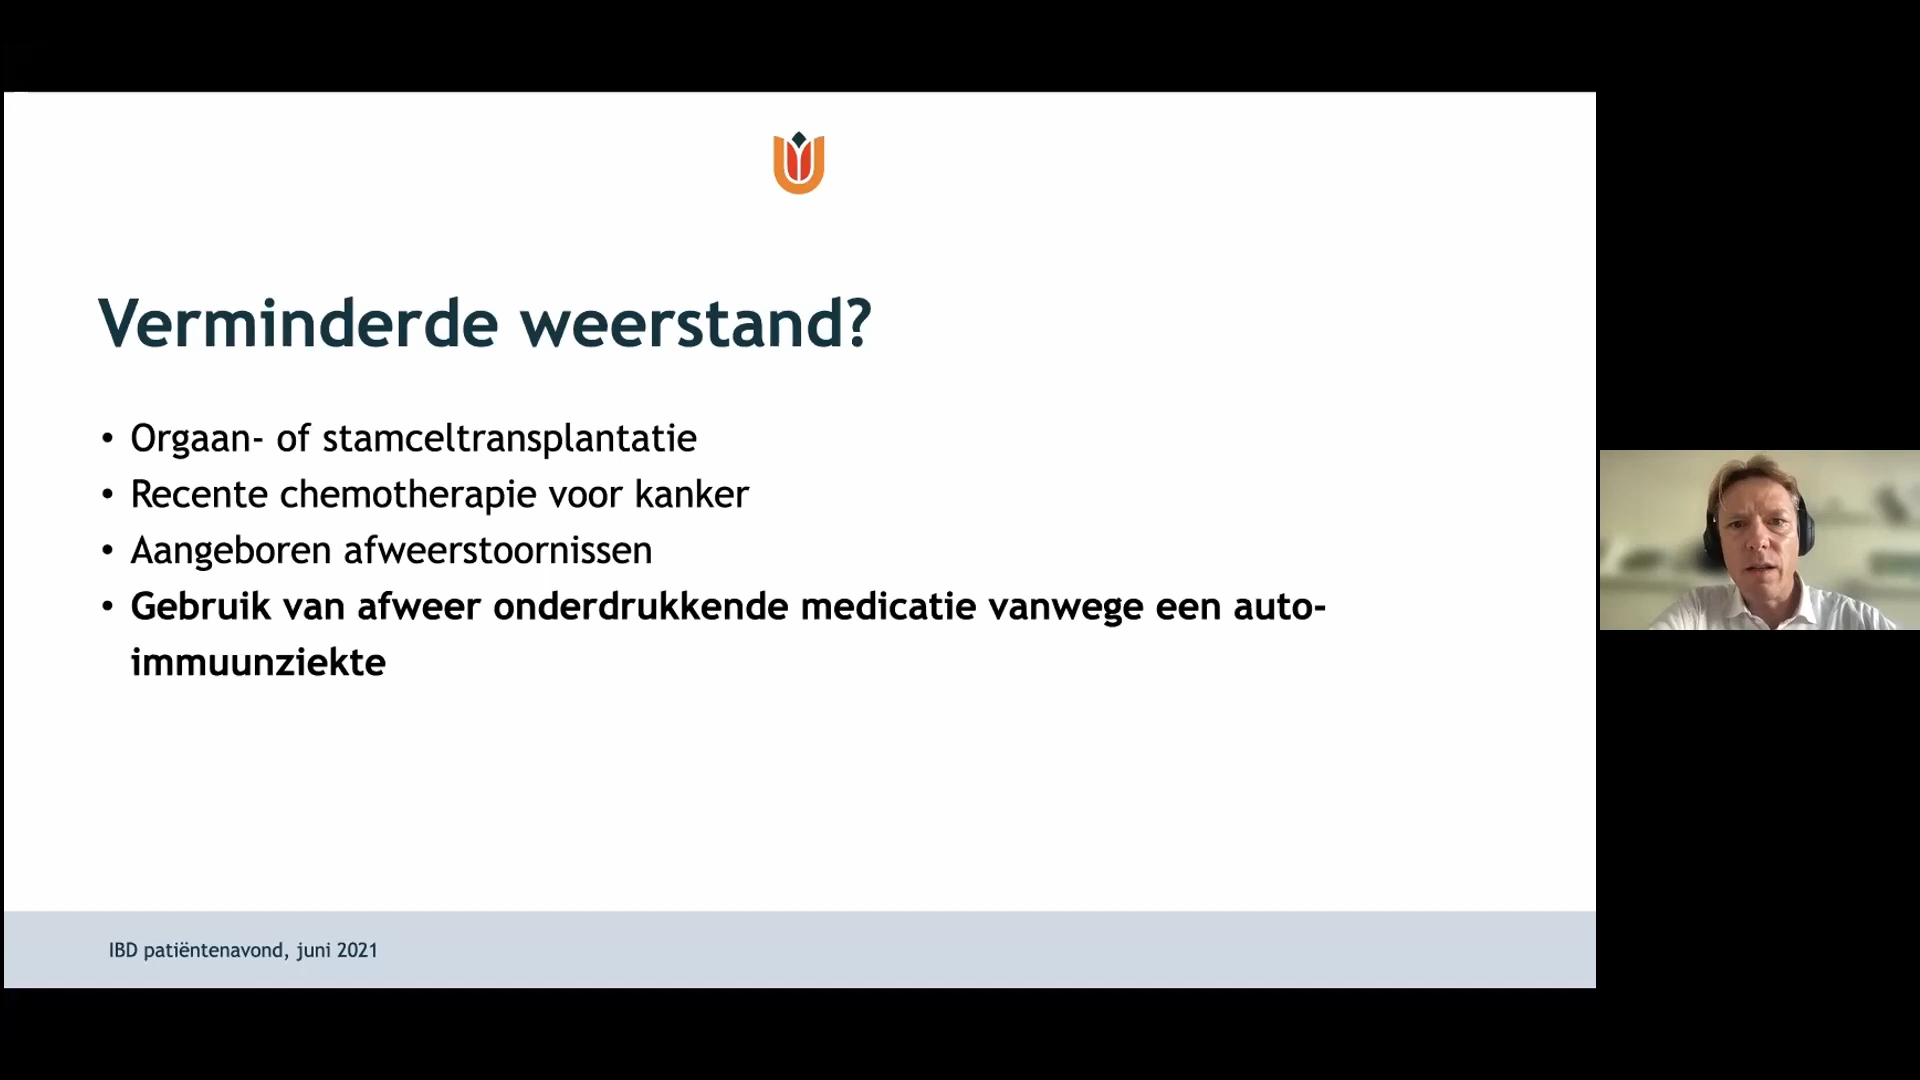 Verminderde weerstand?
• Orgaan- of stamceltransplantatie
• Recente chemotherapie voor kanker
• Aangeboren afweerstoornissen
• Gebruik van afweer onderdrukkende medicatie vanwege een auto-
immuunziekte
IBD patiëntenavond, juni 2021